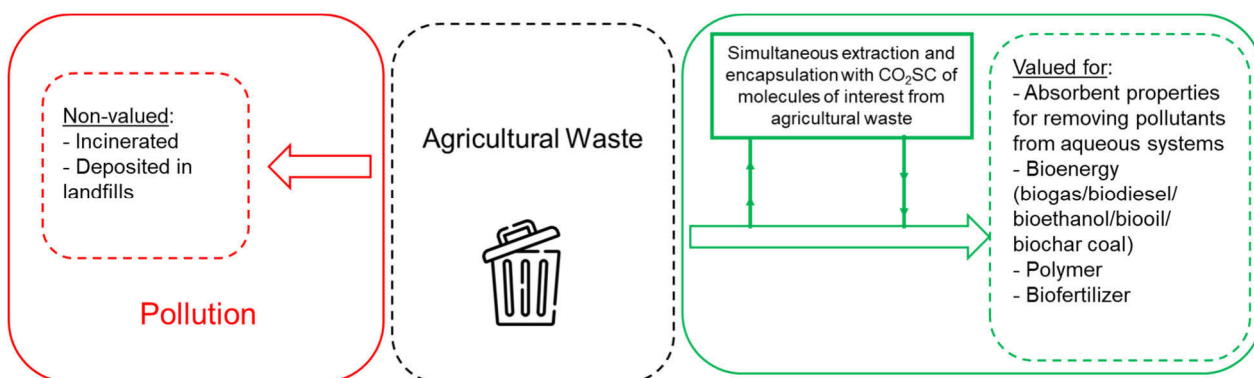 Non-valued:
- Incinerated
- Deposited in
landfills
Pollution
Agricultural Waste
Simultaneous extraction and
encapsulation with CO₂SC of
molecules of interest from
agricultural waste
Valued for:
- Absorbent properties
for removing pollutants
from aqueous systems
- Bioenergy
(biogas/biodiesel/
bioethanol/biooil/
biochar coal)
- Polymer
- Biofertilizer